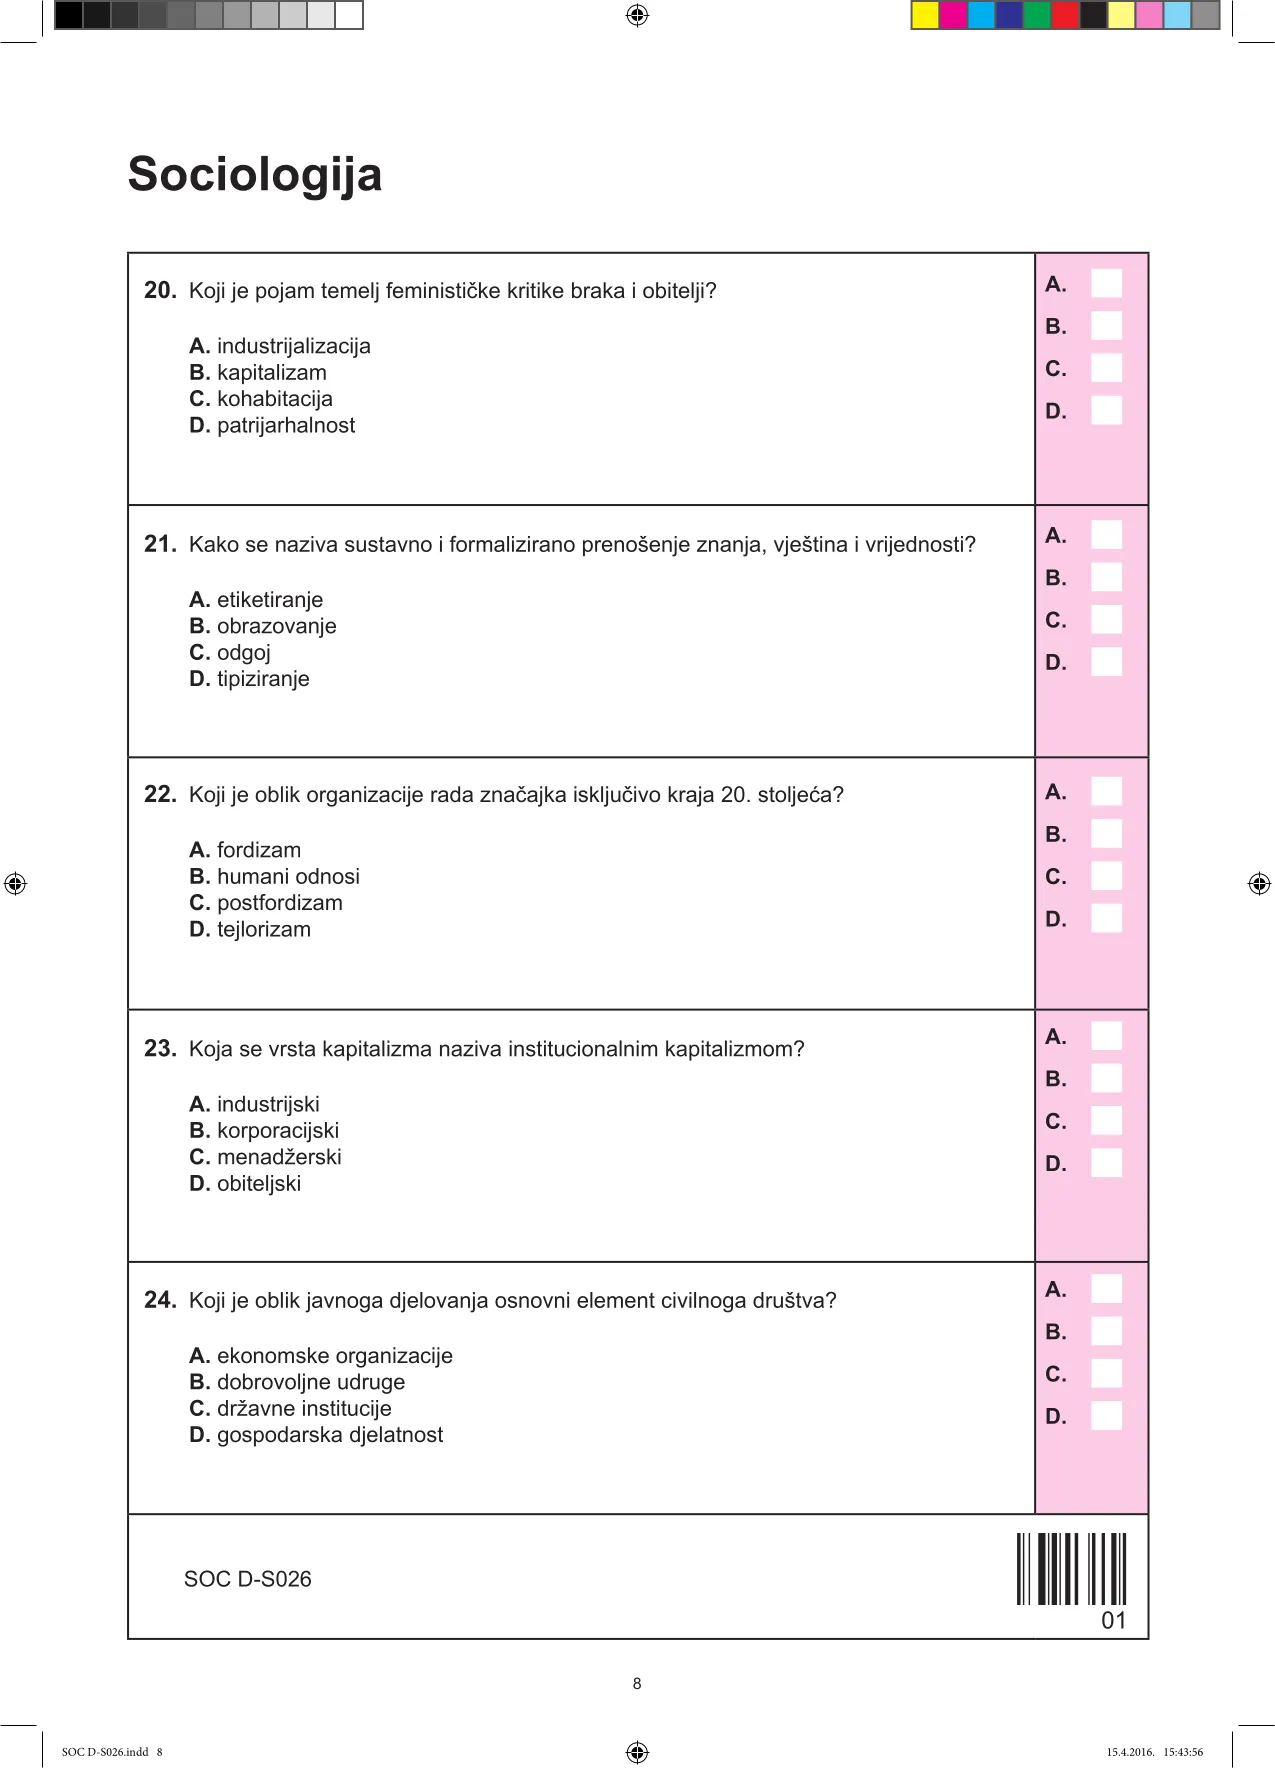 Sociologija
20. Koji je pojam temelj feminističke kritike braka i obitelji?
A. industrijalizacija
B. kapitalizam
C. kohabitacija
D. patrijarhalnost
A.
B.
C.
D.
21. Kako se naziva sustavno i formalizirano prenošenje znanja, vještina i vrijednosti?
A. etiketiranje
B. obrazovanje
C. odgoj
D. tipiziranje
A.
B.
C.
D.
22. Koji je oblik organizacije rada značajka isključivo kraja 20. stoljeća?
A. fordizam
B. humani odnosi
C. postfordizam
D. tejlorizam
A.
B.
C.
D.
23. Koja se vrsta kapitalizma naziva institucionalnim kapitalizmom?
A. industrijski
B. korporacijski
C. menadžerski
D. obiteljski
A.
B.
C.
D.
24. Koji je oblik javnoga djelovanja osnovni element civilnoga društva?
A. ekonomske organizacije
B. dobrovoljne udruge
C. državne institucije
D. gospodarska djelatnost
A.
B.
C.
D.
SOC D-S026
01
8
SOC D-S026.indd 8
15.4.2016. 15:43:56